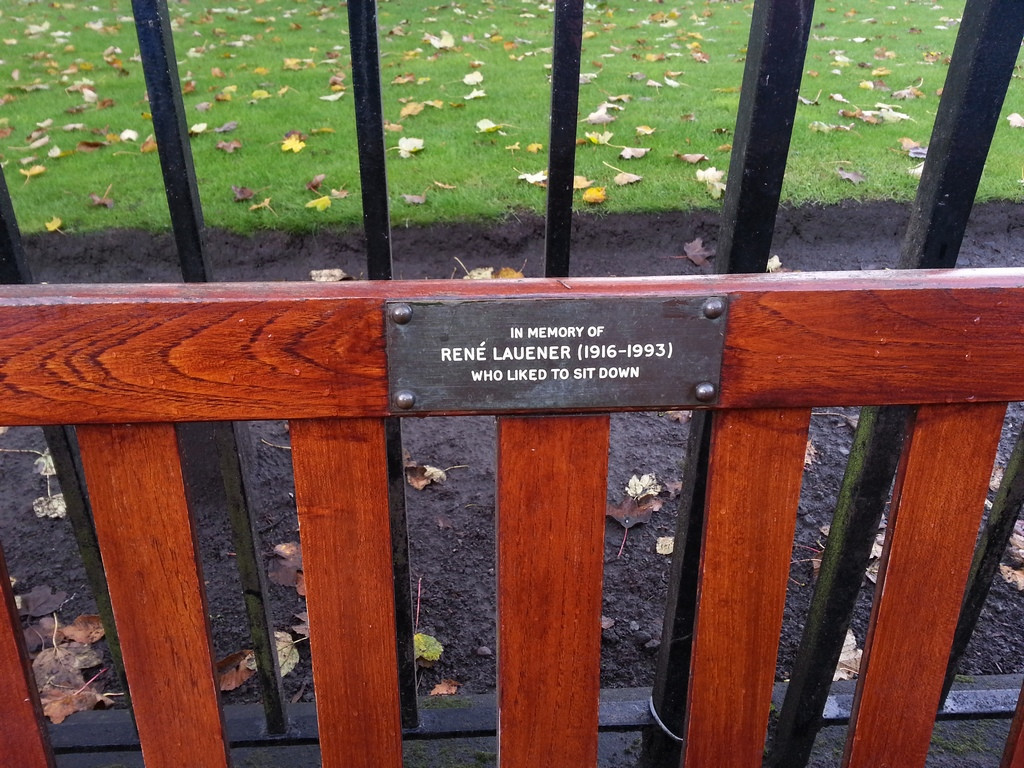 IN MEMORY OF
RENÉ LAUENER (1916-1993)
WHO LIKED TO SIT DOWN